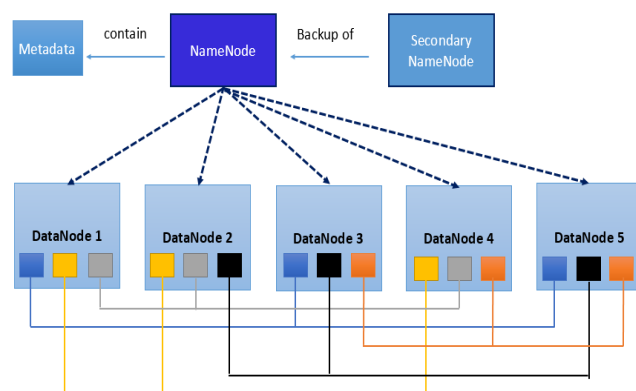 Metadata
contain
NameNode
Backup of
Secondary
NameNode
DataNode 1
DataNode 2
DataNode 3
DataNode 4
DataNode 5